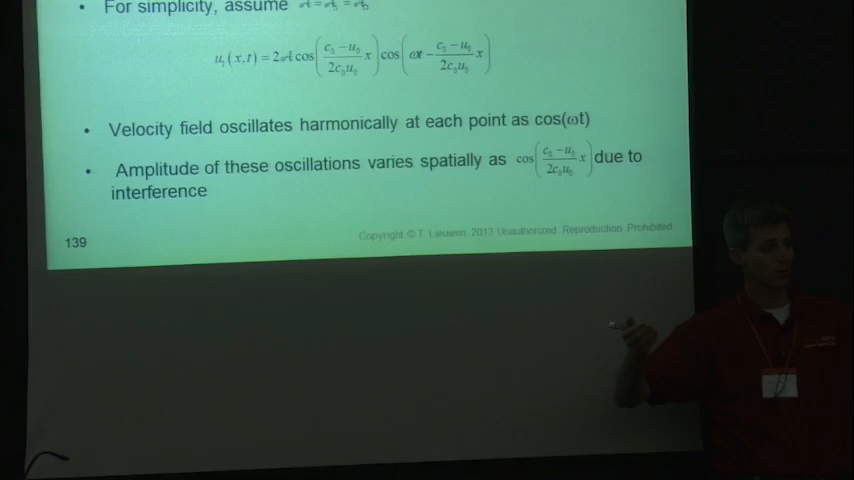 • For simplicity, assume 𝒜 = 𝒜ₐ = 𝒜_b
u₁(x,t) = 2𝒜 cos((c₀ − u₀)/(2c₀u₀) x) cos(ωt − (c₀ − u₀)/(2c₀u₀) x)
• Velocity field oscillates harmonically at each point as cos(ωt)
• Amplitude of these oscillations varies spatially as cos((c₀ − u₀)/(2c₀u₀) x) due to
interference
139
Copyright © T. Lieuwen 2013 Unauthorized Reproduction Prohibited